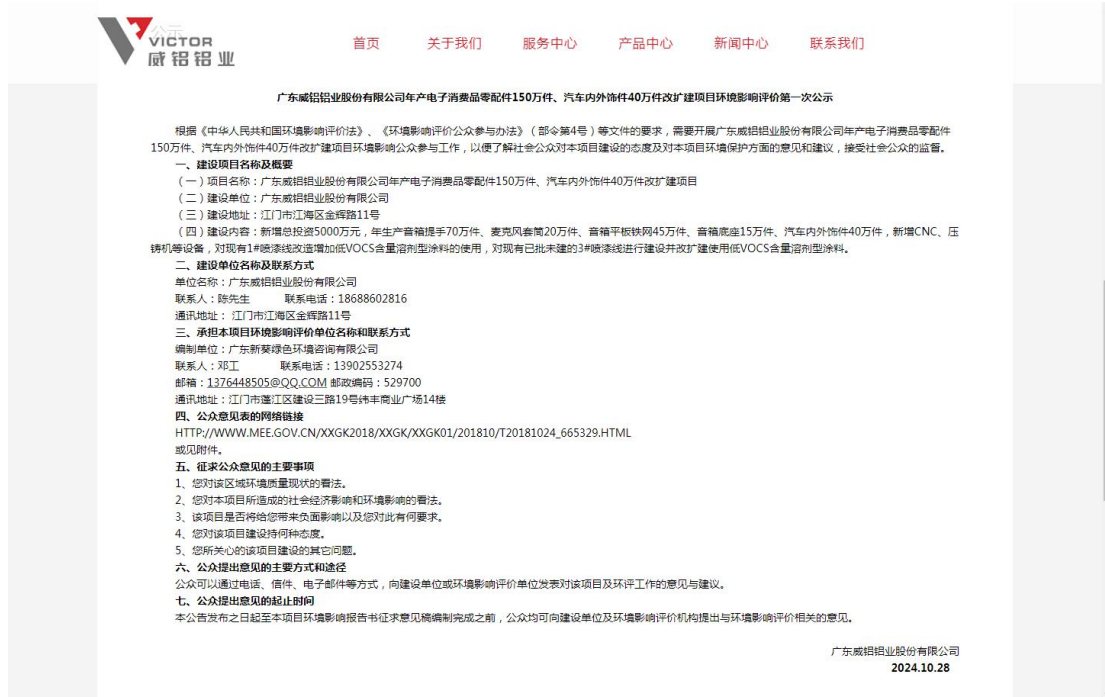 公示
VICTOR
威铝铝业
首页 关于我们 服务中心 产品中心 新闻中心 联系我们
广东威铝铝业股份有限公司年产电子消费品零配件150万件、汽车内外饰件40万件改扩建项目环境影响评价第一次公示
根据《中华人民共和国环境影响评价法》、《环境影响评价公众参与办法》（部令第4号）等文件的要求，需要开展广东威铝铝业股份有限公司年产电子消费品零配件
150万件、汽车内外饰件40万件改扩建项目环境影响公众参与工作，以便了解社会公众对本项目建设的态度及对本项目环境保护方面的意见和建议，接受社会公众的监督。
一、建设项目名称及概要
（一）项目名称：广东威铝铝业股份有限公司年产电子消费品零配件150万件、汽车内外饰件40万件改扩建项目
（二）建设单位：广东威铝铝业股份有限公司
（三）建设地址：江门市江海区金辉路11号
（四）建设内容：新增总投资5000万元，年生产音箱提手70万件、麦克风套筒20万件、音箱平板铁网45万件、音箱底座15万件、汽车内外饰件40万件，新增CNC、压
铸机等设备，对现有1#喷漆线改造增加低VOCS含量溶剂型涂料的使用，对现有已批未建的3#喷漆线进行建设并改扩建使用低VOCS含量溶剂型涂料。
二、建设单位名称及联系方式
单位名称：广东威铝铝业股份有限公司
联系人：陈先生 联系电话：18688602816
通讯地址： 江门市江海区金辉路11号
三、承担本项目环境影响评价单位名称和联系方式
编制单位：广东新葵绿色环境咨询有限公司
联系人：邓工 联系电话：13902553274
邮箱：1376448505@QQ.COM 邮政编码：529700
通讯地址：江门市蓬江区建设三路19号纬丰商业广场14楼
四、公众意见表的网络链接
HTTP://WWW.MEE.GOV.CN/XXGK2018/XXGK/XXGK01/201810/T20181024_665329.HTML
或见附件。
五、征求公众意见的主要事项
1、您对该区域环境质量现状的看法。
2、您对本项目所造成的社会经济影响和环境影响的看法。
3、该项目是否将给您带来负面影响以及您对此有何要求。
4、您对该项目建设持何种态度。
5、您所关心的该项目建设的其它问题。
六、公众提出意见的主要方式和途径
公众可以通过电话、信件、电子邮件等方式，向建设单位或环境影响评价单位发表对该项目及环评工作的意见与建议。
七、公众提出意见的起止时间
本公告发布之日起至本项目环境影响报告书征求意见稿编制完成之前，公众均可向建设单位及环境影响评价机构提出与环境影响评价相关的意见。
广东威铝铝业股份有限公司
2024.10.28